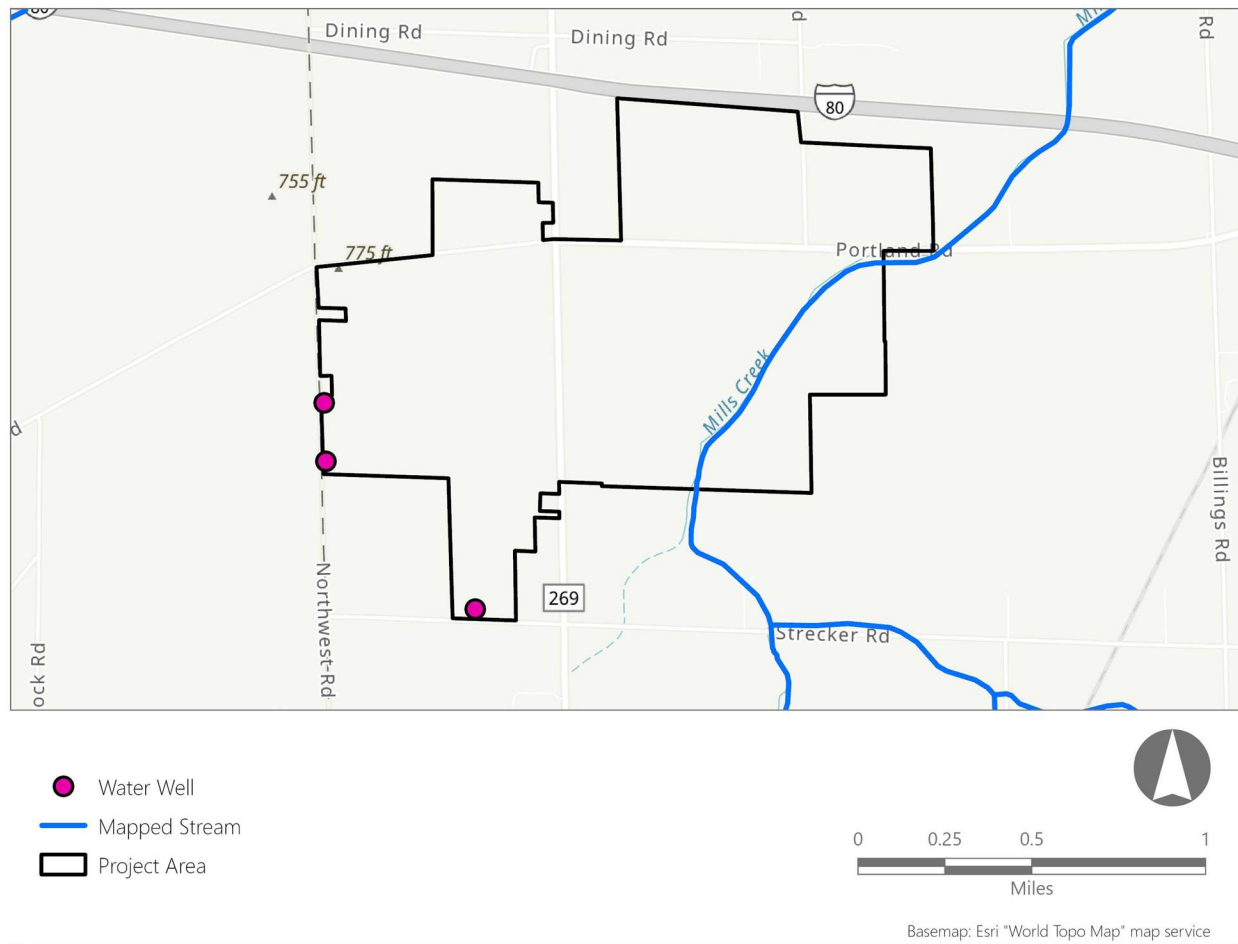 80
Dining Rd
Dining Rd
d
Rd
80
755 ft
775 ft
Portland Rd
Mills Creek
d
Billings Rd
Northwest Rd
269
Strecker Rd
ock Rd
Water Well
Mapped Stream
Project Area
0 0.25 0.5 1
Miles
Basemap: Esri "World Topo Map" map service